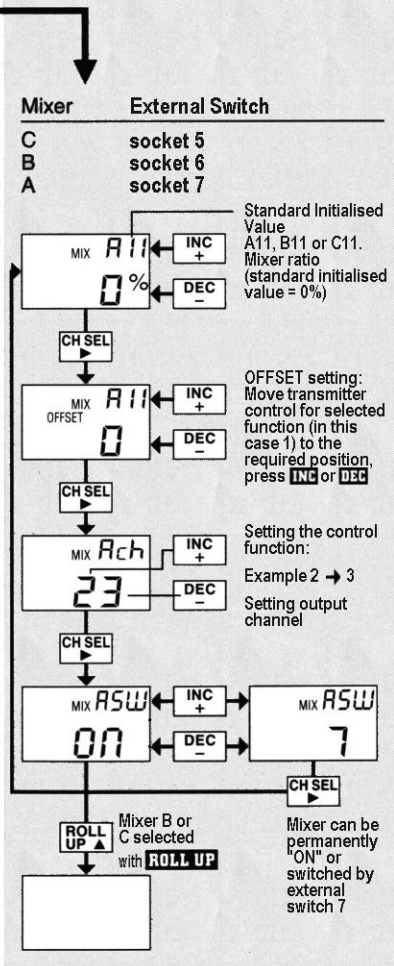 Mixer External Switch
C socket 5
B socket 6
A socket 7
Standard Initialised
Value
A11, B11 or C11.
Mixer ratio
(standard initialised
value = 0%)
MIX A11
0%
INC
+
DEC
–
CH SEL
OFFSET setting:
Move transmitter
control for selected
function (in this
case 1) to the
required position,
press INC or DEC
MIX A11
OFFSET
0
INC
+
DEC
–
CH SEL
Setting the control
function:
Example 2 → 3
Setting output
channel
MIX Ach
23
INC
+
DEC
–
CH SEL
MIX ASW
ON
INC
+
DEC
–
MIX ASW
7
CH SEL
ROLL
UP
Mixer B or
C selected
with ROLL UP
Mixer can be
permanently
"ON" or
switched by
external
switch 7